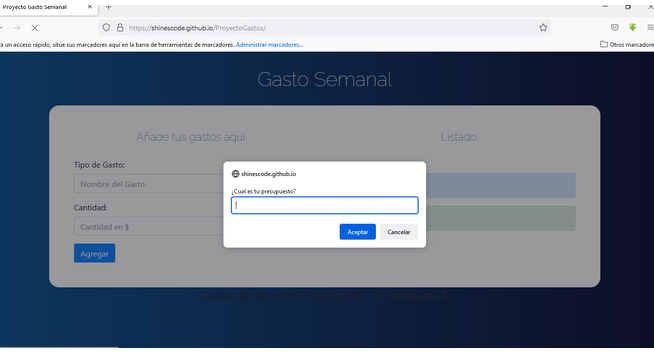 Proyecto Gasto Semanal
https://shinescode.github.io/ProyectoGastos/
a un acceso rápido, sitúe sus marcadores aquí en la barra de herramientas de marcadores. Administrar marcadores...
Otros marcadore
Gasto Semanal
Añade tus gastos aqui
Listado
Tipo de Gasto:
Nombre del Gasto
Cantidad:
Cantidad en $
Agregar
shinescode.github.io
¿Cual es tu presupuesto?
Aceptar
Cancelar